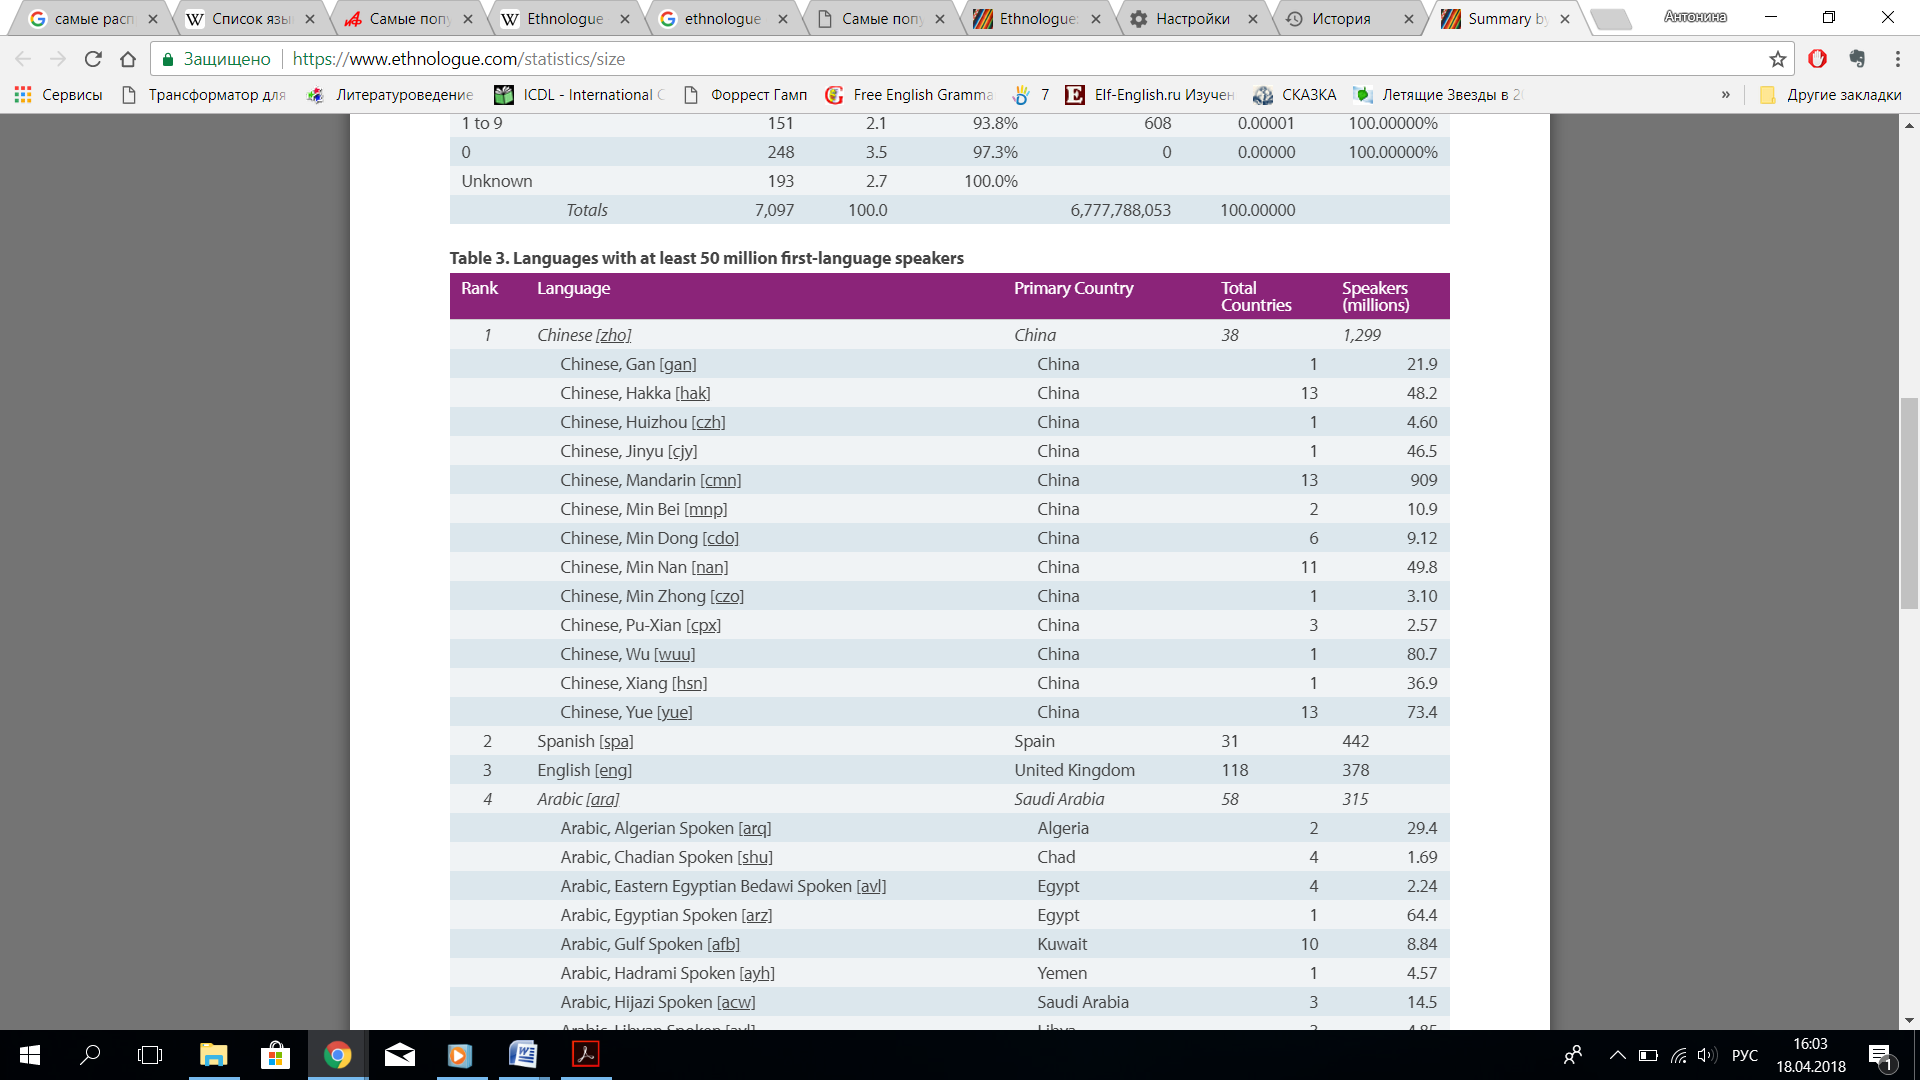 самые расп Список язы Самые попу Ethnologue ethnologue Самые попу Ethnologue: Настройки История Summary by Антонина
Защищено https://www.ethnologue.com/statistics/size
Сервисы Трансформатор для Литературоведение ICDL - International C Форрест Гамп Free English Gramma 7 Elf-English.ru Изучен СКАЗКА Летящие Звезды в 2 » Другие закладки
1 to 9 151 2.1 93.8% 608 0.00001 100.00000%
0 248 3.5 97.3% 0 0.00000 100.00000%
Unknown 193 2.7 100.0%
Totals 7,097 100.0 6,777,788,053 100.00000
Table 3. Languages with at least 50 million first-language speakers
Rank Language Primary Country Total Countries Speakers (millions)
1 Chinese [zho] China 38 1,299
Chinese, Gan [gan] China 1 21.9
Chinese, Hakka [hak] China 13 48.2
Chinese, Huizhou [czh] China 1 4.60
Chinese, Jinyu [cjy] China 1 46.5
Chinese, Mandarin [cmn] China 13 909
Chinese, Min Bei [mnp] China 2 10.9
Chinese, Min Dong [cdo] China 6 9.12
Chinese, Min Nan [nan] China 11 49.8
Chinese, Min Zhong [czo] China 1 3.10
Chinese, Pu-Xian [cpx] China 3 2.57
Chinese, Wu [wuu] China 1 80.7
Chinese, Xiang [hsn] China 1 36.9
Chinese, Yue [yue] China 13 73.4
2 Spanish [spa] Spain 31 442
3 English [eng] United Kingdom 118 378
4 Arabic [ara] Saudi Arabia 58 315
Arabic, Algerian Spoken [arq] Algeria 2 29.4
Arabic, Chadian Spoken [shu] Chad 4 1.69
Arabic, Eastern Egyptian Bedawi Spoken [avl] Egypt 4 2.24
Arabic, Egyptian Spoken [arz] Egypt 1 64.4
Arabic, Gulf Spoken [afb] Kuwait 10 8.84
Arabic, Hadrami Spoken [ayh] Yemen 1 4.57
Arabic, Hijazi Spoken [acw] Saudi Arabia 3 14.5
Arabic, Libyan Spoken [ayl] Libya
РУС 16:03
18.04.2018 1